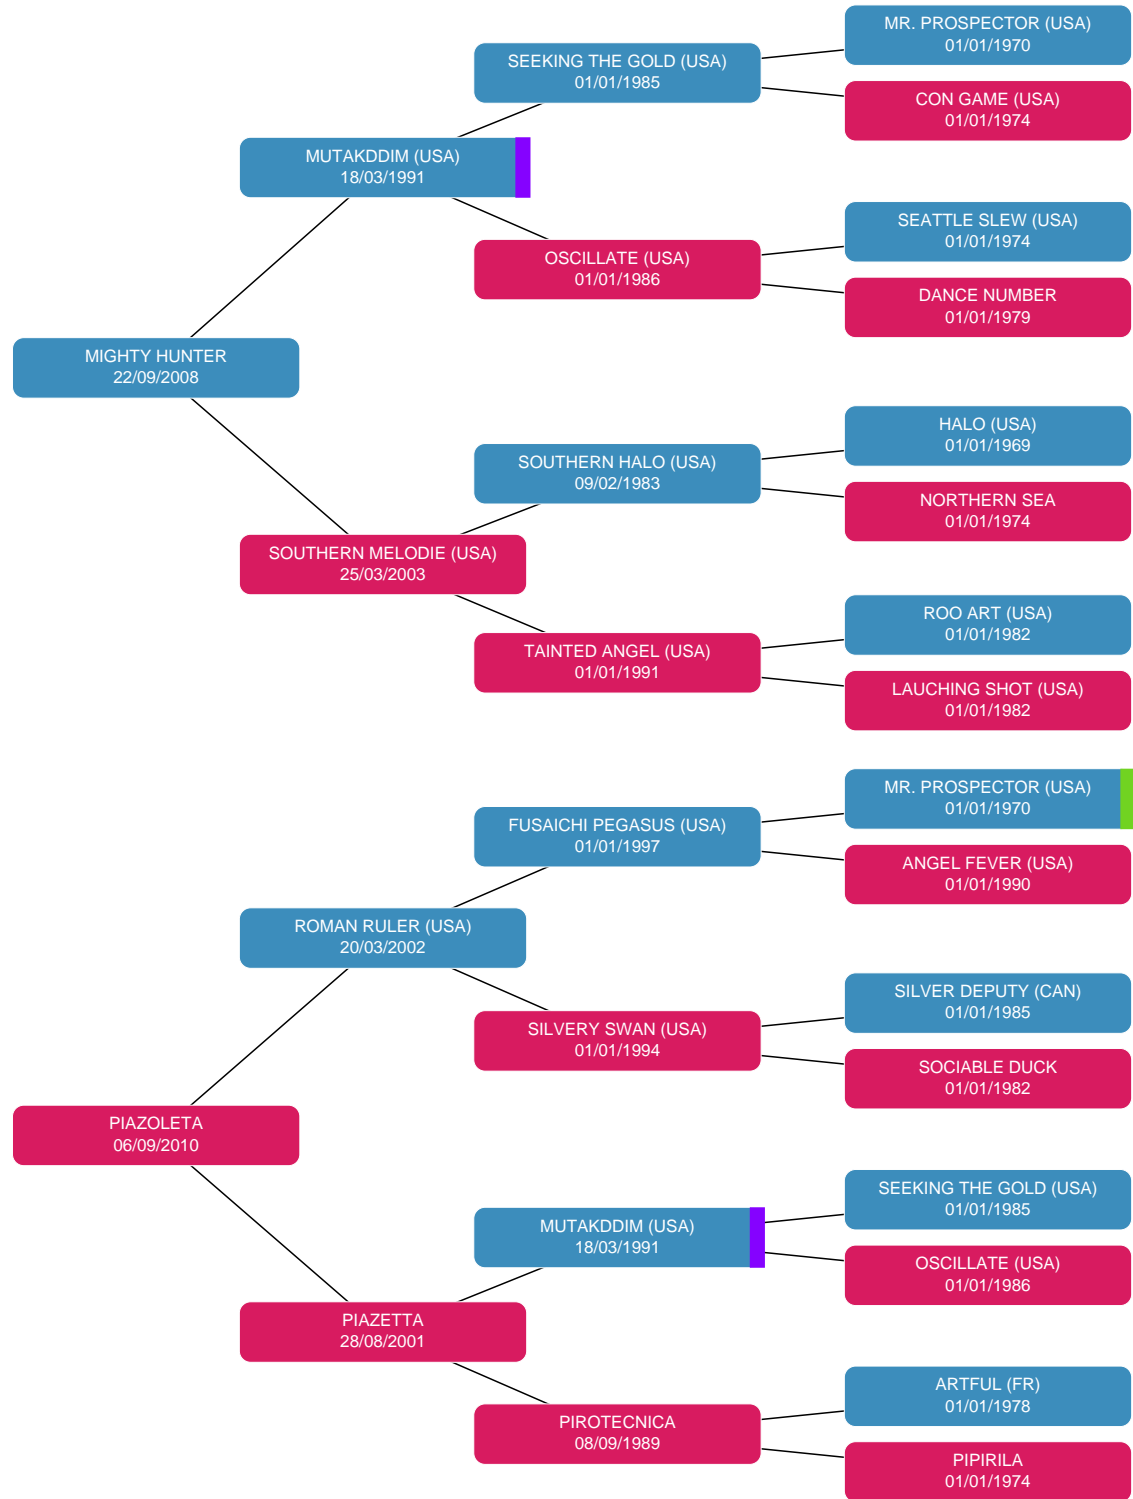 MR. PROSPECTOR (USA)
01/01/1970
SEEKING THE GOLD (USA)
01/01/1985
CON GAME (USA)
01/01/1974
MUTAKDDIM (USA)
18/03/1991
SEATTLE SLEW (USA)
01/01/1974
OSCILLATE (USA)
01/01/1986
DANCE NUMBER
01/01/1979
MIGHTY HUNTER
22/09/2008
HALO (USA)
01/01/1969
SOUTHERN HALO (USA)
09/02/1983
NORTHERN SEA
01/01/1974
SOUTHERN MELODIE (USA)
25/03/2003
ROO ART (USA)
01/01/1982
TAINTED ANGEL (USA)
01/01/1991
LAUCHING SHOT (USA)
01/01/1982
MR. PROSPECTOR (USA)
01/01/1970
FUSAICHI PEGASUS (USA)
01/01/1997
ANGEL FEVER (USA)
01/01/1990
ROMAN RULER (USA)
20/03/2002
SILVER DEPUTY (CAN)
01/01/1985
SILVERY SWAN (USA)
01/01/1994
SOCIABLE DUCK
01/01/1982
PIAZOLETA
06/09/2010
SEEKING THE GOLD (USA)
01/01/1985
MUTAKDDIM (USA)
18/03/1991
OSCILLATE (USA)
01/01/1986
PIAZETTA
28/08/2001
ARTFUL (FR)
01/01/1978
PIROTECNICA
08/09/1989
PIPIRILA
01/01/1974